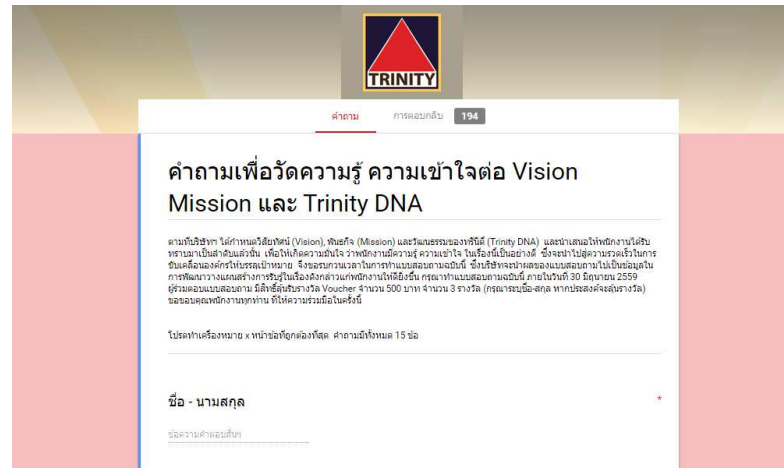 TRINITY
คำถาม การตอบกลับ 194
คำถามเพื่อวัดความรู้ ความเข้าใจต่อ Vision
Mission และ Trinity DNA
ตามที่บริษัทฯ ได้กำหนดวิสัยทัศน์ (Vision), พันธกิจ (Mission) และวัฒนธรรมของทรีนีตี้ (Trinity DNA) และนำเสนอให้พนักงานได้รับ
ทราบมาเป็นลำดับแล้วนั้น เพื่อให้เกิดความมั่นใจ ว่าพนักงานมีความรู้ ความเข้าใจ ในเรื่องนี้เป็นอย่างดี ซึ่งจะนำไปสู่ความรวดเร็วในการ
ขับเคลื่อนองค์กรให้บรรลุเป้าหมาย จึงขอรบกวนเวลาในการทำแบบสอบถามฉบับนี้ ซึ่งบริษัทจะนำผลของแบบสอบถามไปเป็นข้อมูลใน
การพัฒนาวางแผนสร้างการรับรู้ในเรื่องดังกล่าวแก่พนักงานให้ดียิ่งขึ้น กรุณาทำแบบสอบถามฉบับนี้ ภายในวันที่ 30 มิถุนายน 2559
ผู้ร่วมตอบแบบสอบถาม มีสิทธิ์ลุ้นรับรางวัล Voucher จำนวน 500 บาท จำนวน 3 รางวัล (กรุณาระบุชื่อ-สกุล หากประสงค์จะลุ้นรางวัล)
ขอขอบคุณพนักงานทุกท่าน ที่ให้ความร่วมมือในครั้งนี้
โปรดทำเครื่องหมาย x หน้าข้อที่ถูกต้องที่สุด คำถามมีทั้งหมด 15 ข้อ
ชื่อ - นามสกุล *
ข้อความคำตอบสั้นๆ